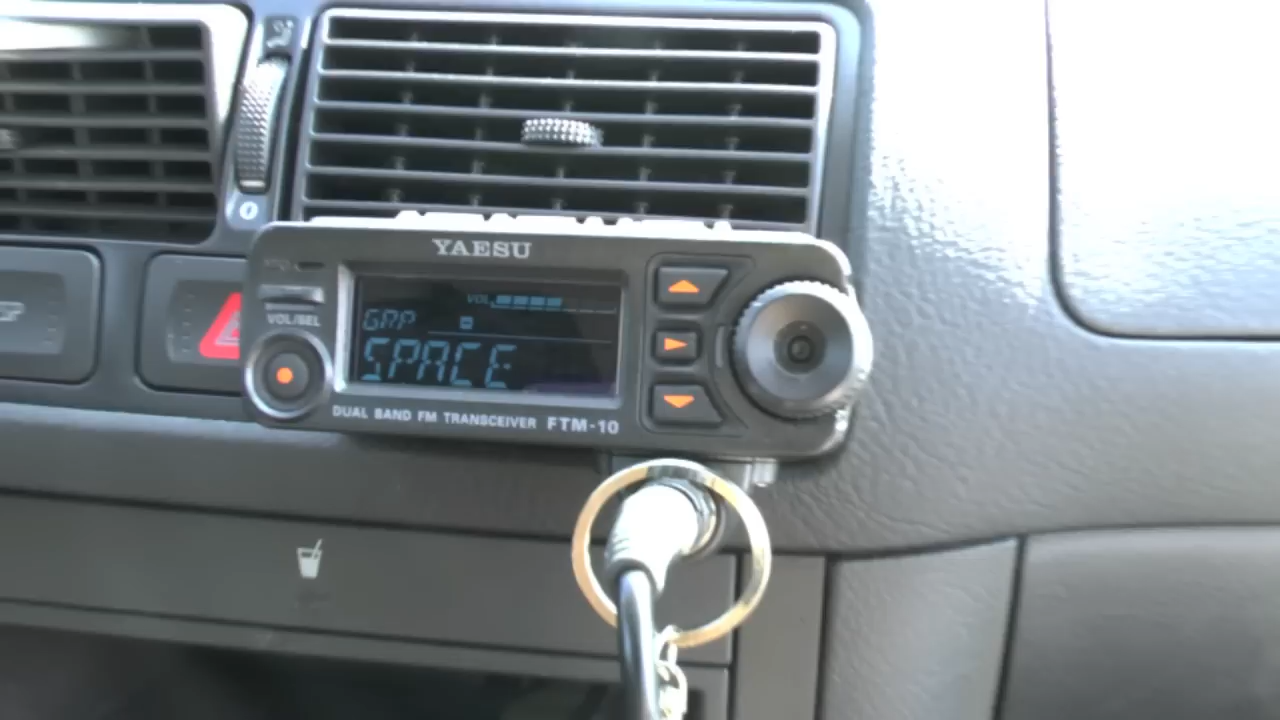 YAESU
VOL
VOL/SEL
GRP
SPACE
DUAL BAND FM TRANSCEIVER FTM-10